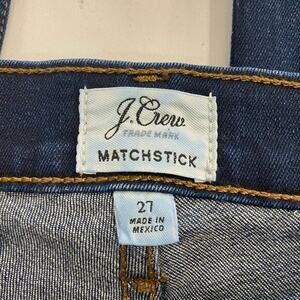 J.Crew
TRADE MARK
MATCHSTICK
27
MADE IN
MEXICO